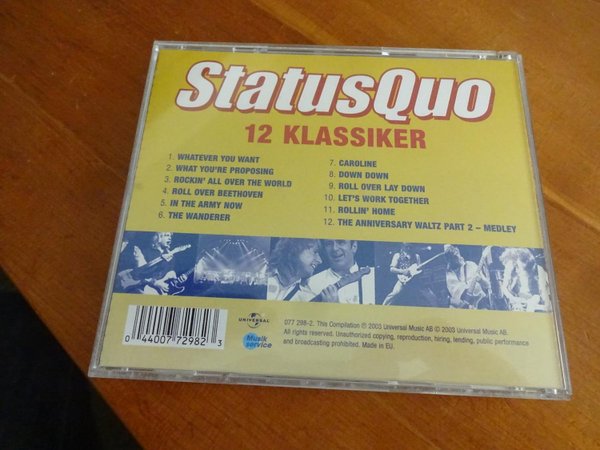 StatusQuo
12 KLASSIKER
1. WHATEVER YOU WANT
2. WHAT YOU'RE PROPOSING
3. ROCKIN' ALL OVER THE WORLD
4. ROLL OVER BEETHOVEN
5. IN THE ARMY NOW
6. THE WANDERER
7. CAROLINE
8. DOWN DOWN
9. ROLL OVER LAY DOWN
10. LET'S WORK TOGETHER
11. ROLLIN' HOME
12. THE ANNIVERSARY WALTZ PART 2 – MEDLEY
0 44007 72982 3
UNIVERSAL
Musik
service
077 298-2. This Compilation ℗ 2003 Universal Music AB © 2003 Universal Music AB.
All rights reserved. Unauthorized copying, reproduction, hiring, lending, public performance
and broadcasting prohibited. Made in EU.